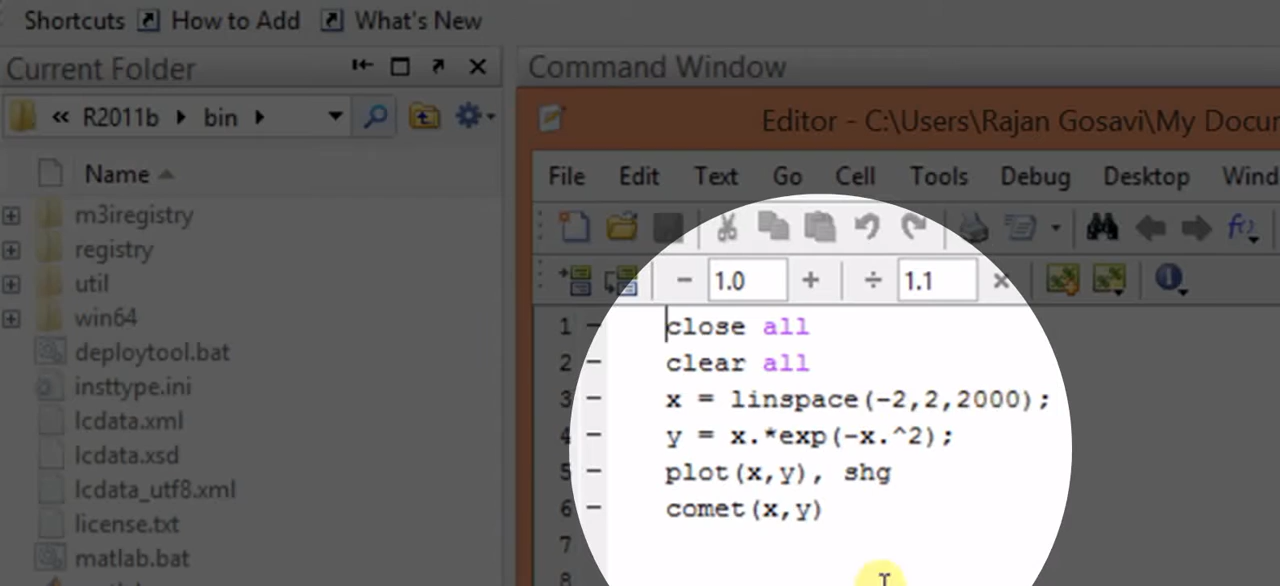 Shortcuts How to Add What's New
Current Folder
Command Window
« R2011b bin
Editor - C:\Users\Rajan Gosavi\My Docu
Name
File Edit Text Go Cell Tools Debug Desktop Wind
m3iregistry
registry
util
win64
deploytool.bat
insttype.ini
lcdata.xml
lcdata.xsd
lcdata_utf8.xml
license.txt
matlab.bat
− 1.0 + ÷ 1.1 ×
1 − close all
2 − clear all
3 − x = linspace(-2,2,2000);
4 − y = x.*exp(-x.^2);
5 − plot(x,y), shg
6 − comet(x,y)
7
8